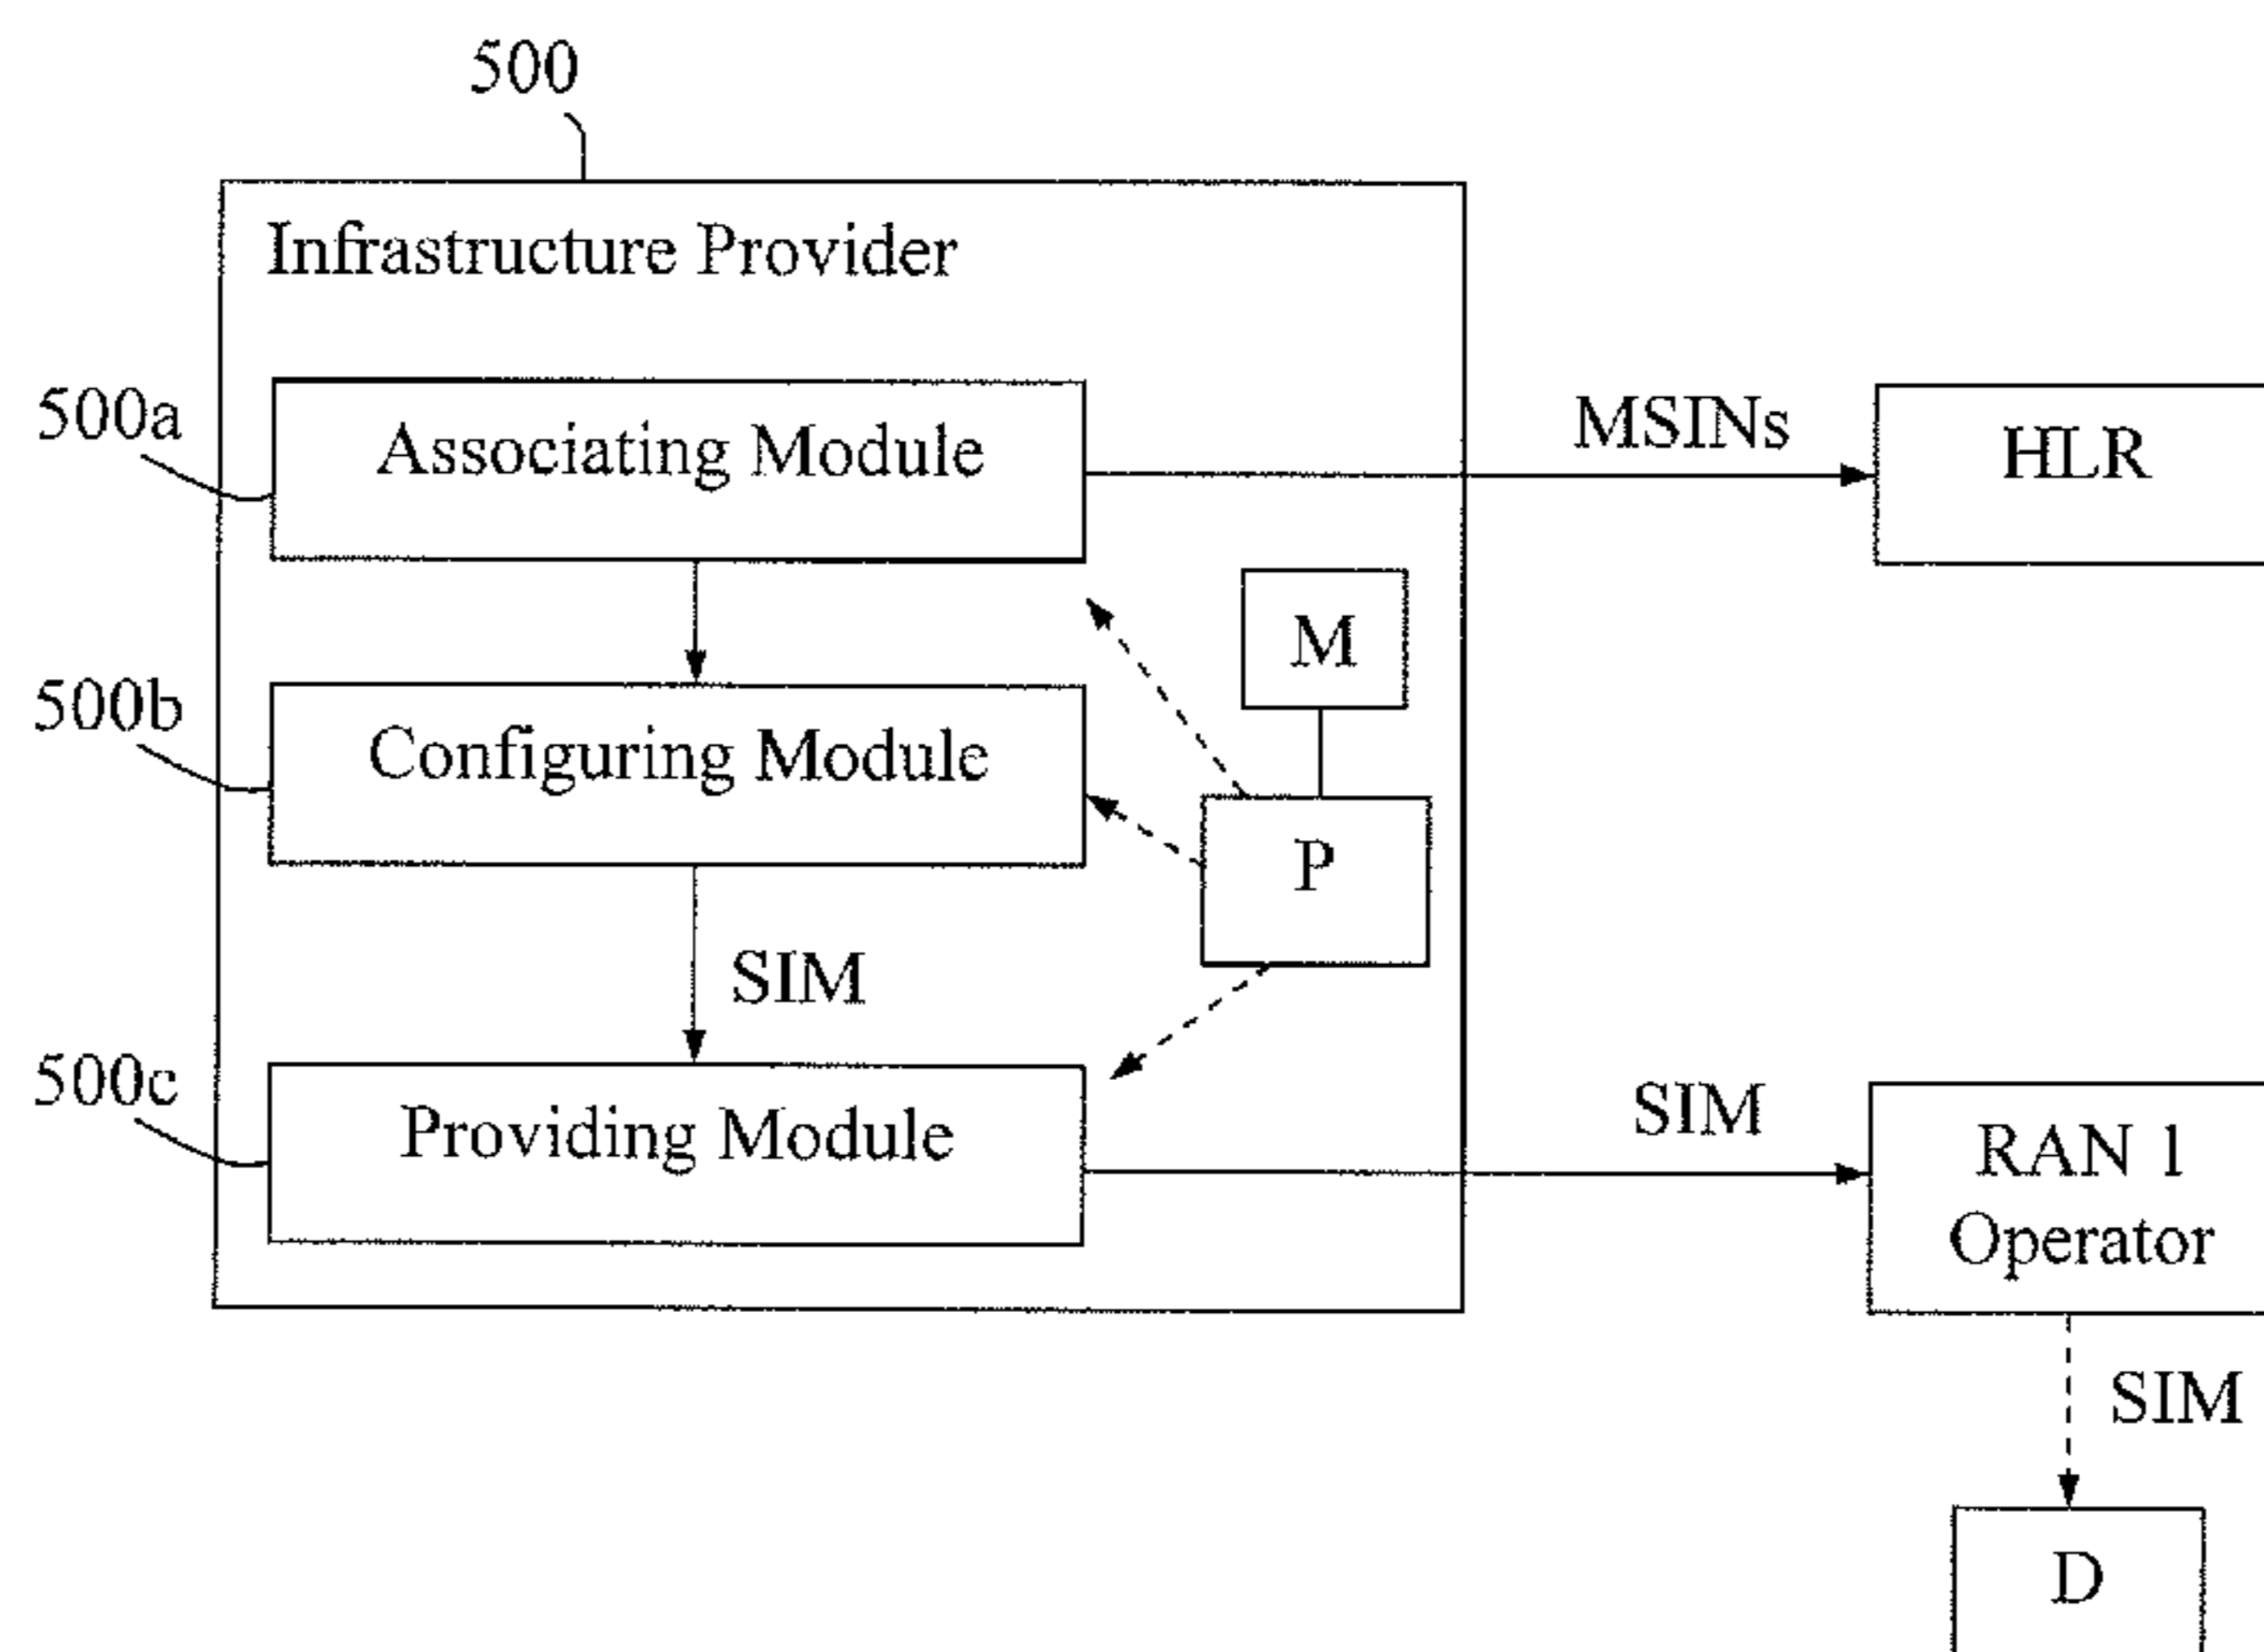 500
Infrastructure Provider
500a
Associating Module
MSINs
HLR
M
500b
Configuring Module
P
SIM
500c
Providing Module
SIM
RAN 1
Operator
SIM
D